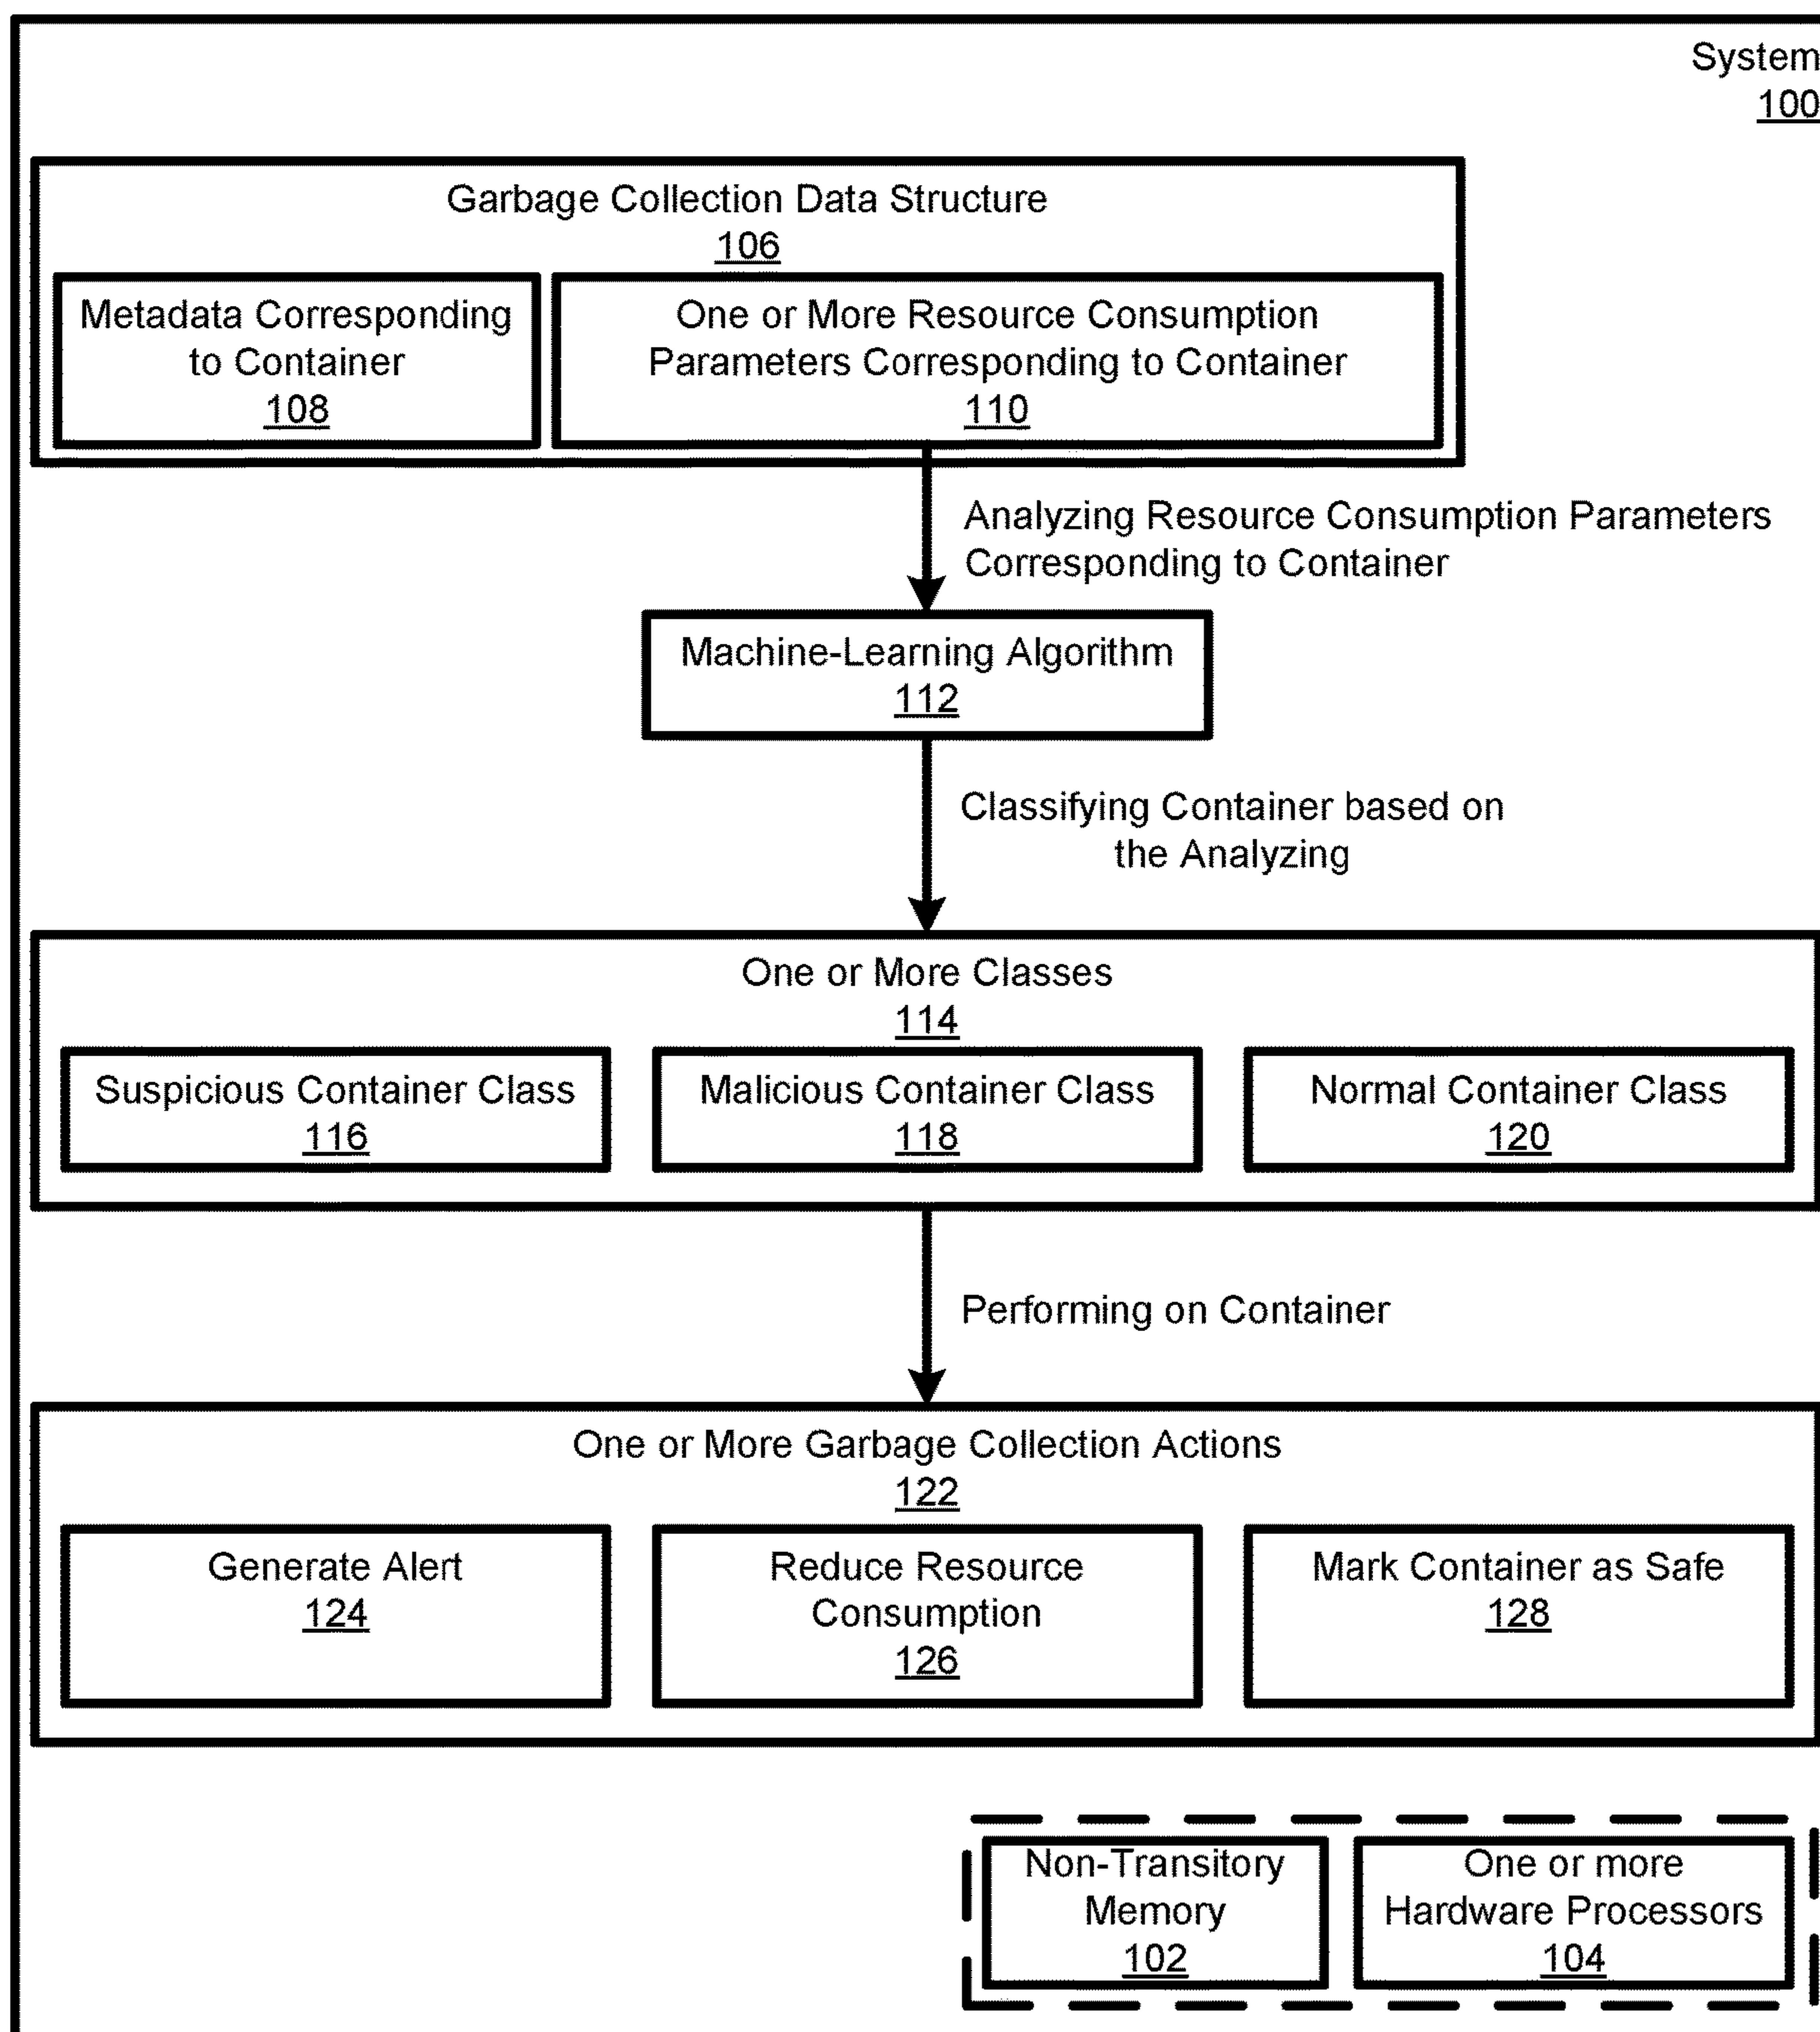 System
100
Garbage Collection Data Structure
106
Metadata Corresponding
to Container
108
One or More Resource Consumption
Parameters Corresponding to Container
110
Analyzing Resource Consumption Parameters
Corresponding to Container
Machine-Learning Algorithm
112
Classifying Container based on
the Analyzing
One or More Classes
114
Suspicious Container Class
116
Malicious Container Class
118
Normal Container Class
120
Performing on Container
One or More Garbage Collection Actions
122
Generate Alert
124
Reduce Resource
Consumption
126
Mark Container as Safe
128
Non-Transitory
Memory
102
One or more
Hardware Processors
104